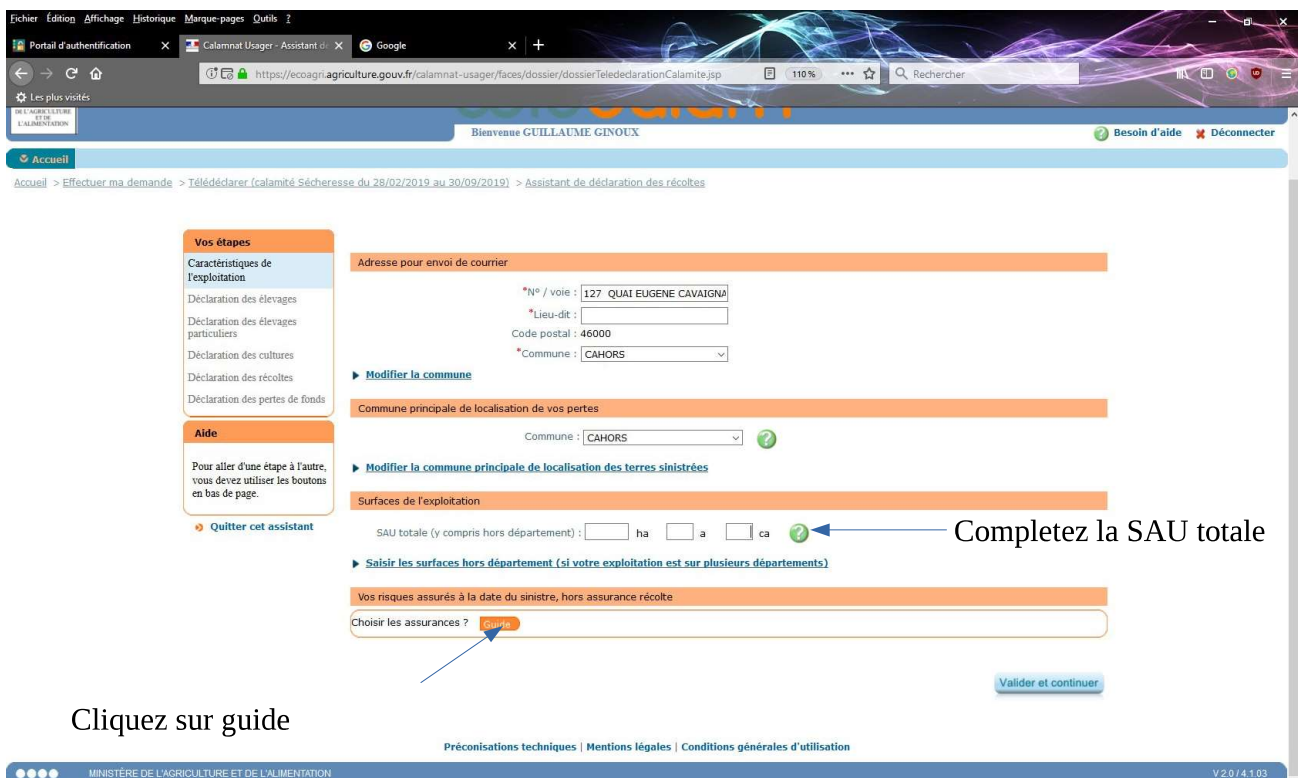 Fichier Édition Affichage Historique Marque-pages Outils ?
Portail d'authentification
Calamnat Usager - Assistant de
Google
https://ecoagri.agriculture.gouv.fr/calamnat-usager/faces/dossier/dossierTelededarationCalamite.jsp
110 %
Rechercher
Les plus visités
DE L'AGRICULTURE
ET DE
L'ALIMENTATION
Bienvenue GUILLAUME GINOUX
Besoin d'aide
Déconnecter
Accueil
Accueil > Effectuer ma demande > Télédéclarer (calamité Sécheresse du 28/02/2019 au 30/09/2019) > Assistant de déclaration des récoltes
Vos étapes
Caractéristiques de
l'exploitation
Déclaration des élevages
Déclaration des élevages
particuliers
Déclaration des cultures
Déclaration des récoltes
Déclaration des pertes de fonds
Aide
Pour aller d'une étape à l'autre,
vous devez utiliser les boutons
en bas de page.
Quitter cet assistant
Adresse pour envoi de courrier
*N° / voie : 127 QUAI EUGENE CAVAIGNA
*Lieu-dit :
Code postal : 46000
*Commune : CAHORS
Modifier la commune
Commune principale de localisation de vos pertes
Commune : CAHORS
Modifier la commune principale de localisation des terres sinistrées
Surfaces de l'exploitation
SAU totale (y compris hors département) : ha a ca
Completez la SAU totale
Saisir les surfaces hors département (si votre exploitation est sur plusieurs départements)
Vos risques assurés à la date du sinistre, hors assurance récolte
Choisir les assurances ? Guide
Valider et continuer
Cliquez sur guide
Préconisations techniques | Mentions légales | Conditions générales d'utilisation
MINISTÈRE DE L'AGRICULTURE ET DE L'ALIMENTATION
V 2.0 / 4.1.03